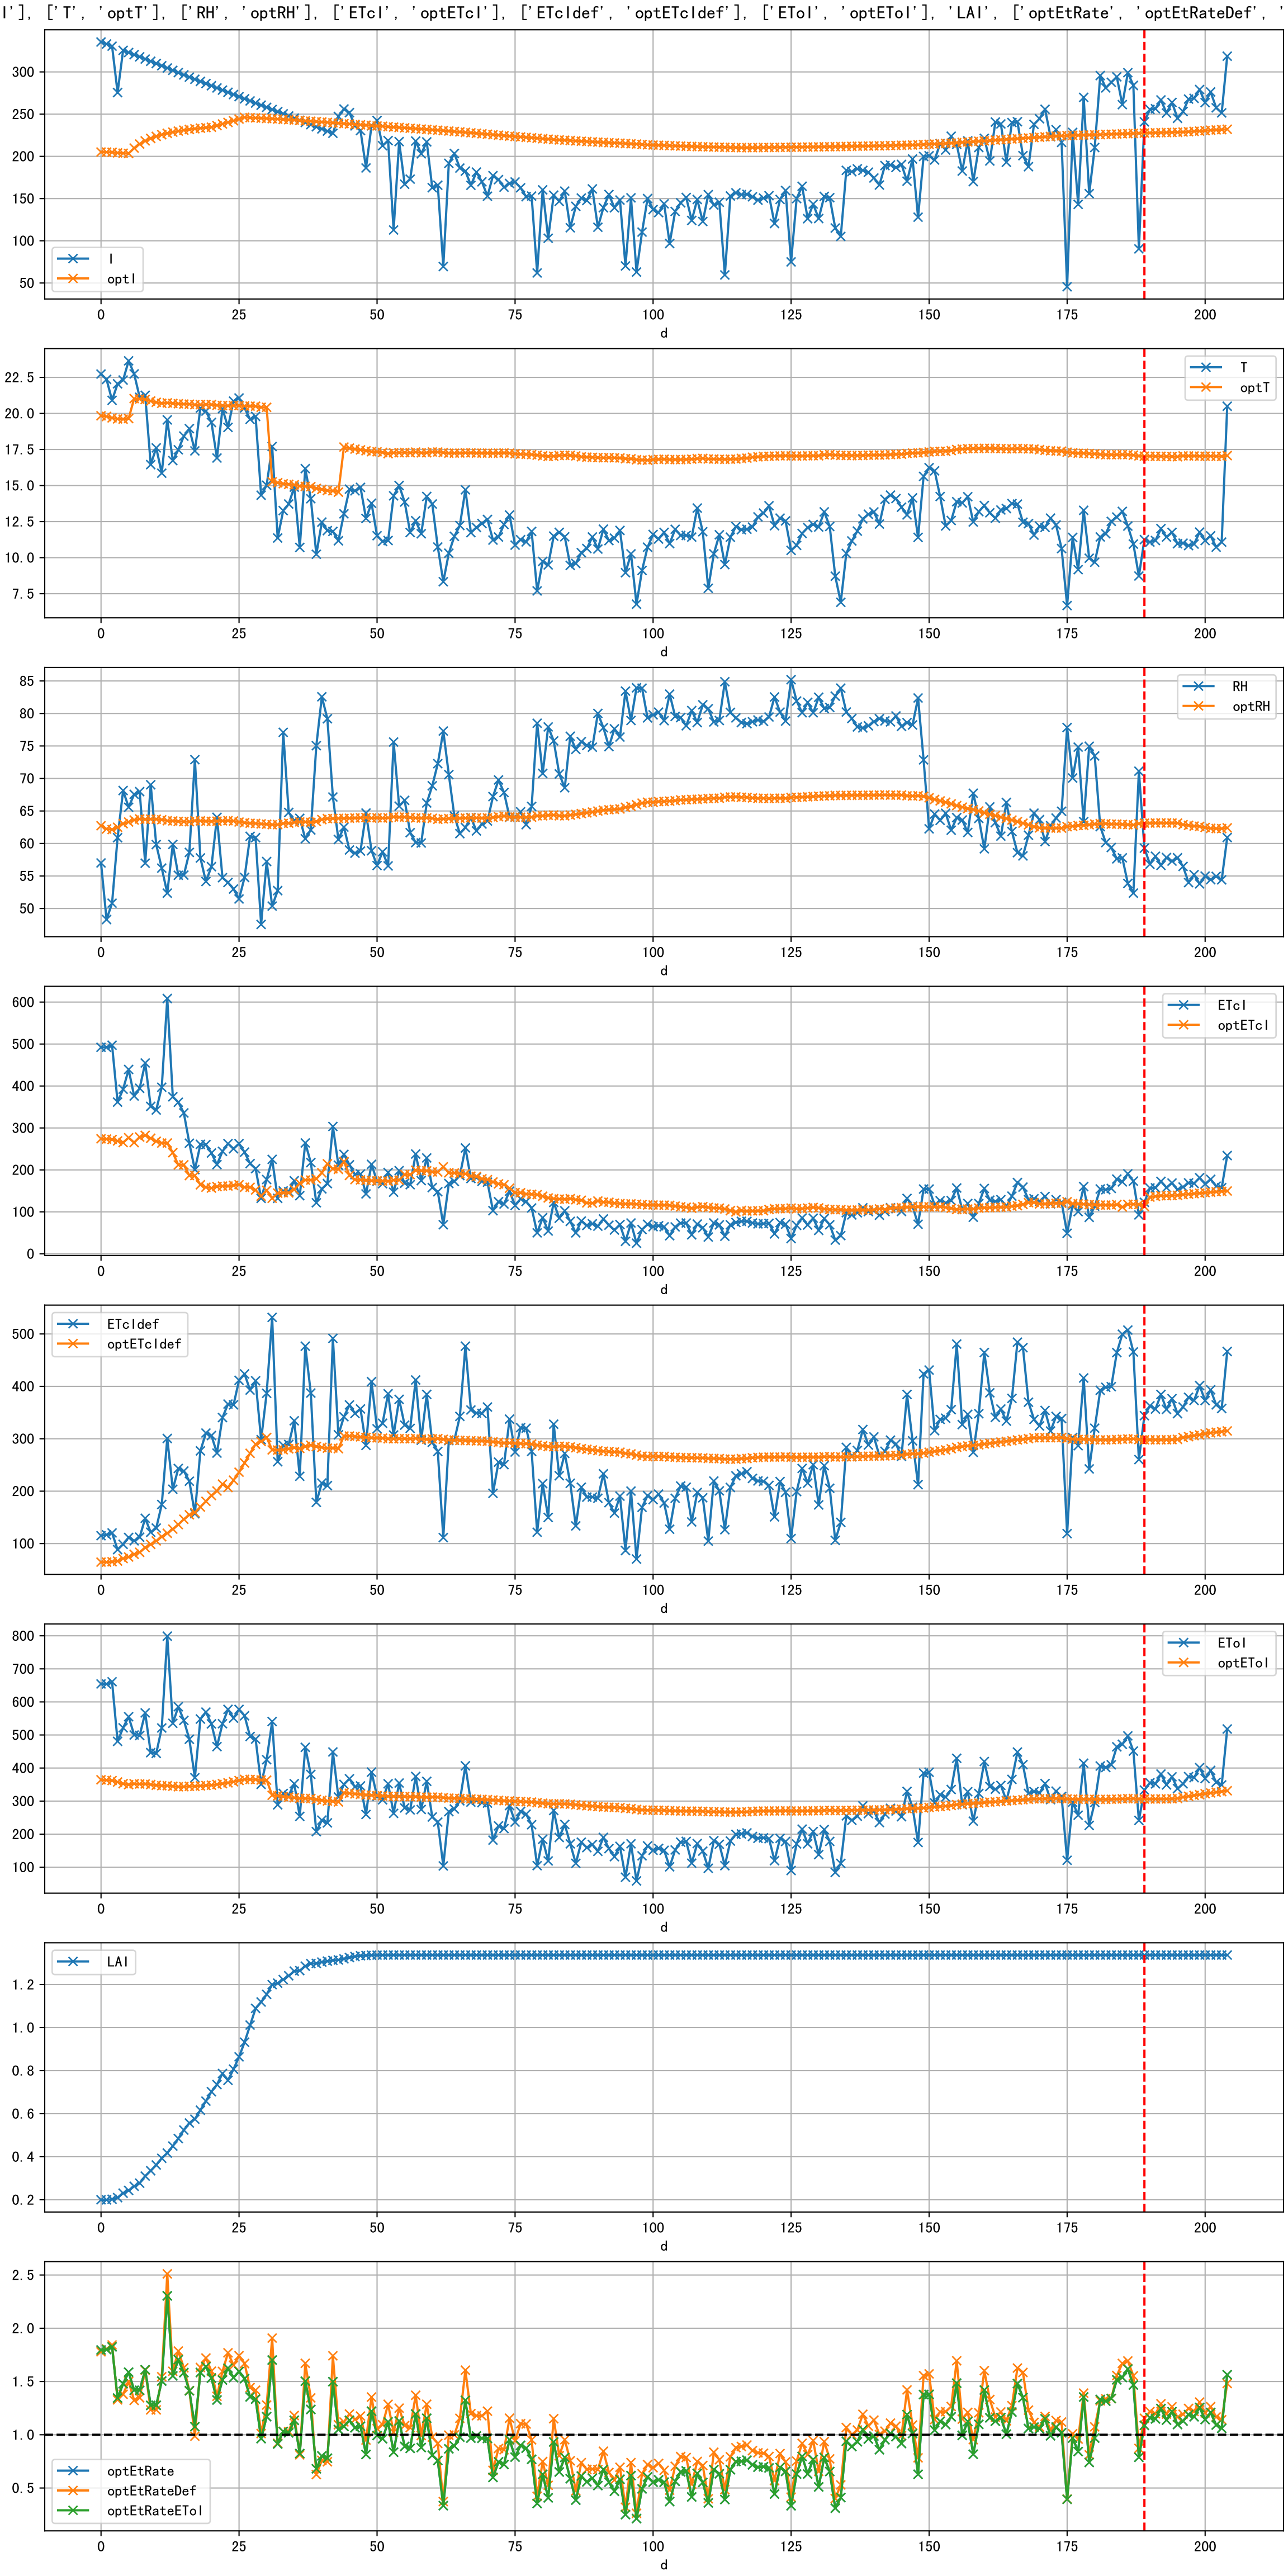 I'], ['T', 'optT'], ['RH', 'optRH'], ['ETcI', 'optETcI'], ['ETcIdef', 'optETcIdef'], ['EToI', 'optEToI'], 'LAI', ['optEtRate', 'optEtRateDef', '
300
250
200
150
100
50
I
optI
0 25 50 75 100 125 150 175 200
d
22.5
20.0
17.5
15.0
12.5
10.0
7.5
T
optT
0 25 50 75 100 125 150 175 200
d
85
80
75
70
65
60
55
50
RH
optRH
0 25 50 75 100 125 150 175 200
d
600
500
400
300
200
100
0
ETcI
optETcI
0 25 50 75 100 125 150 175 200
d
500
400
300
200
100
ETcIdef
optETcIdef
0 25 50 75 100 125 150 175 200
d
800
700
600
500
400
300
200
100
EToI
optEToI
0 25 50 75 100 125 150 175 200
d
1.2
1.0
0.8
0.6
0.4
0.2
LAI
0 25 50 75 100 125 150 175 200
d
2.5
2.0
1.5
1.0
0.5
optEtRate
optEtRateDef
optEtRateEToI
0 25 50 75 100 125 150 175 200
d